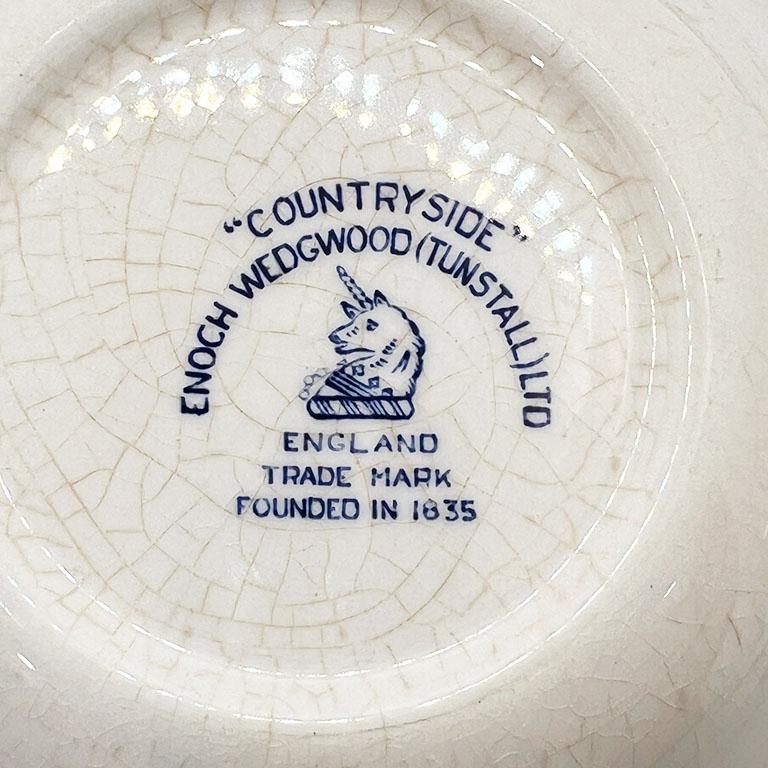 "COUNTRYSIDE"
ENOCH WEDGWOOD (TUNSTALL) LTD
ENGLAND
TRADE MARK
FOUNDED IN 1835